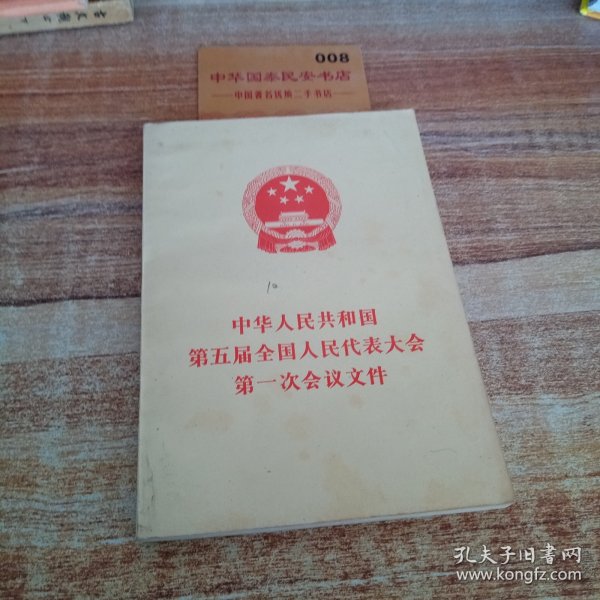 008
中华国泰民安书店
中国著名民族二手书店
10
中华人民共和国
第五届全国人民代表大会
第一次会议文件
孔夫子旧书网
www.kongfz.com